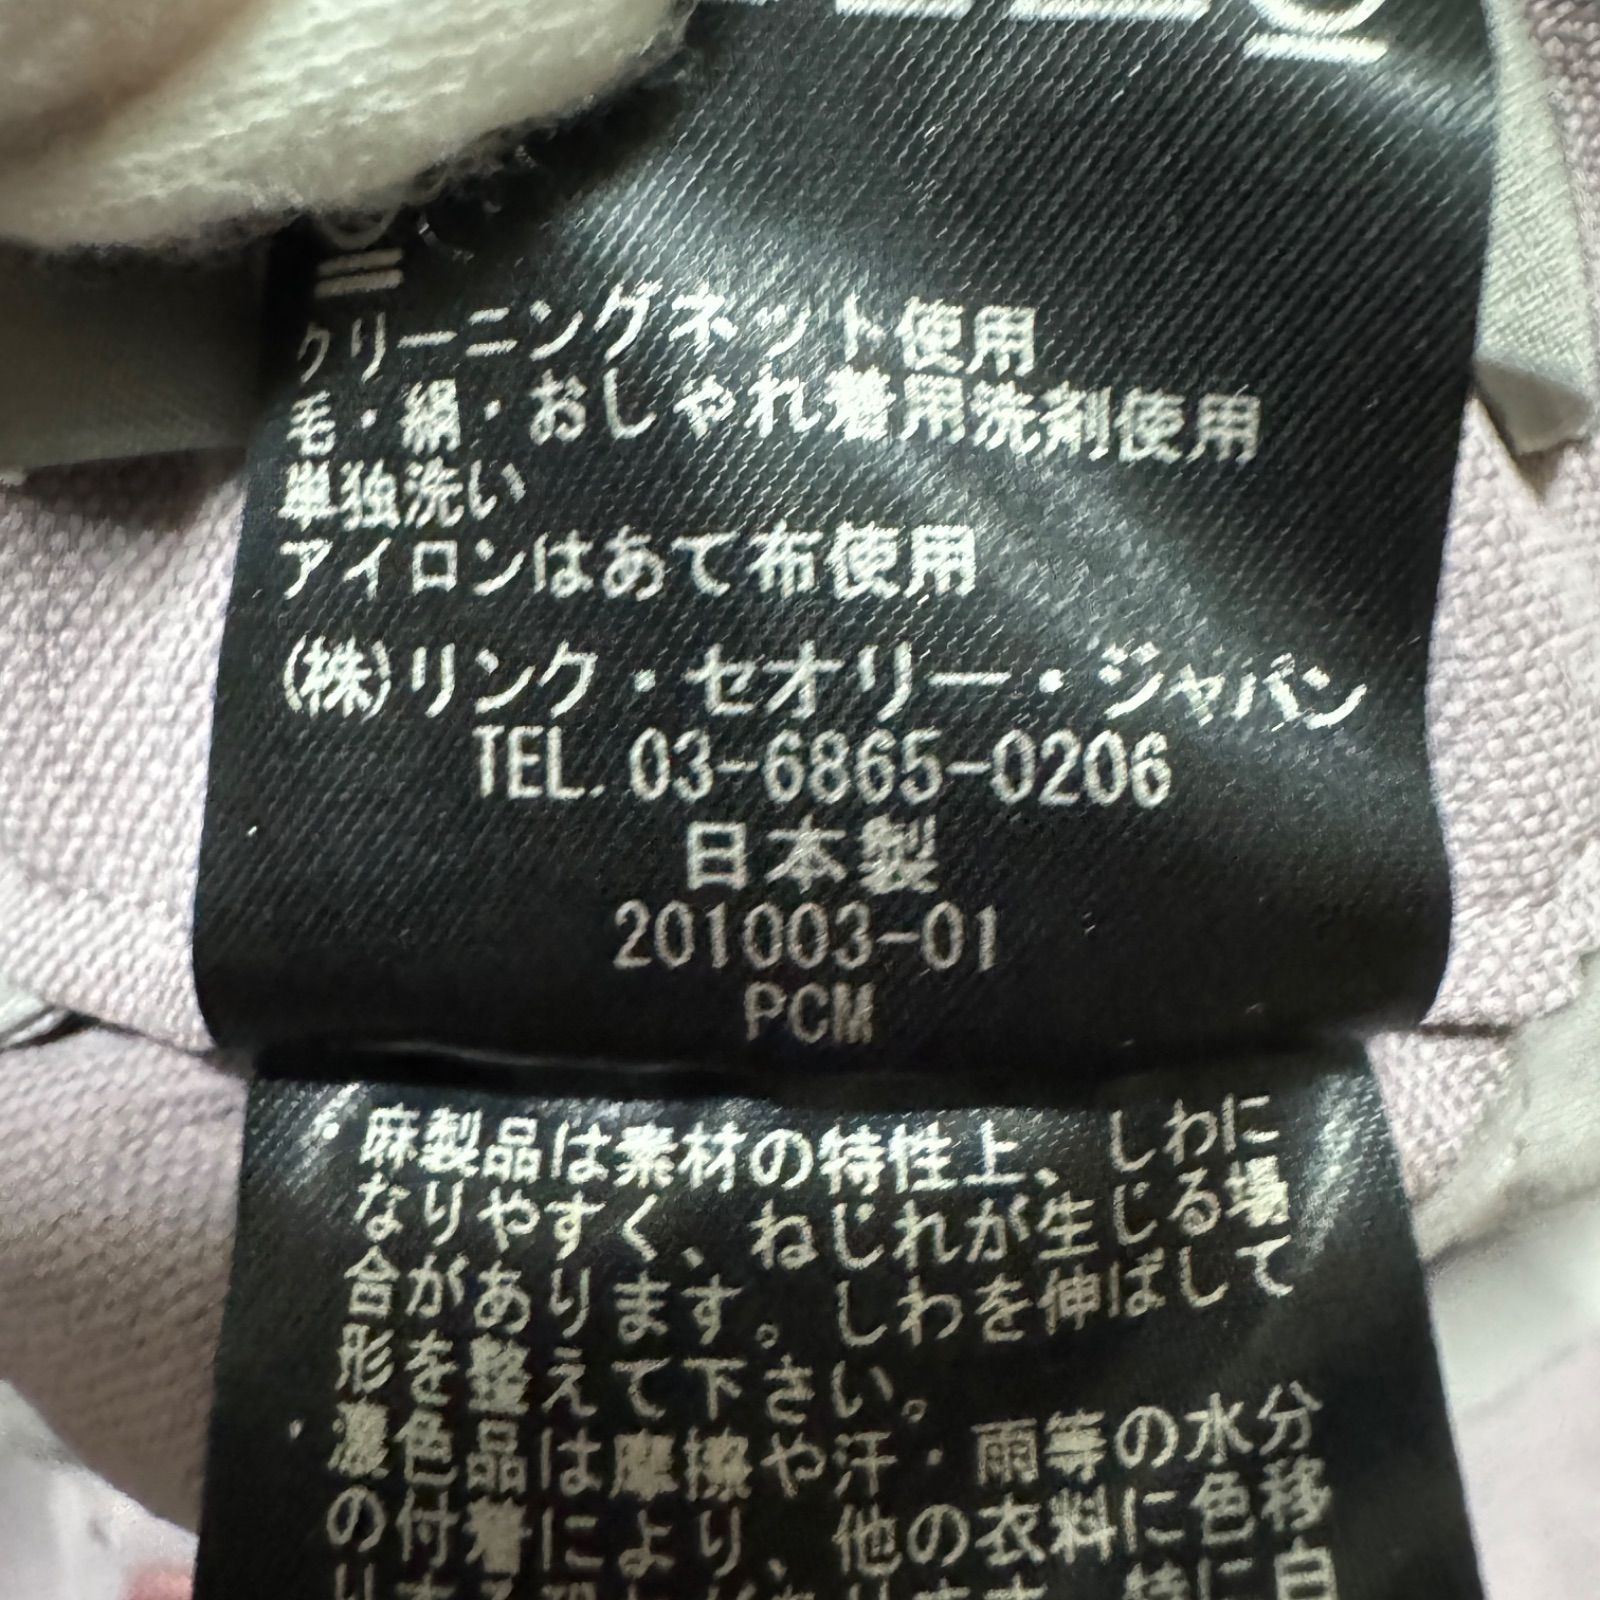 クリーニングネット使用
毛・絹・おしゃれ着用洗剤使用
単独洗い
アイロンはあて布使用
(株)リンク・セオリー・ジャパン
TEL. 03-6865-0206
日本製
201003-01
PCM
麻製品は素材の特性上、しわに
なりやすく、ねじれが生じる場
合があります。しわを伸ばして
形を整えて下さい。
濃色品は摩擦や汗・雨等の水分
の付着により、他の衣料に色移